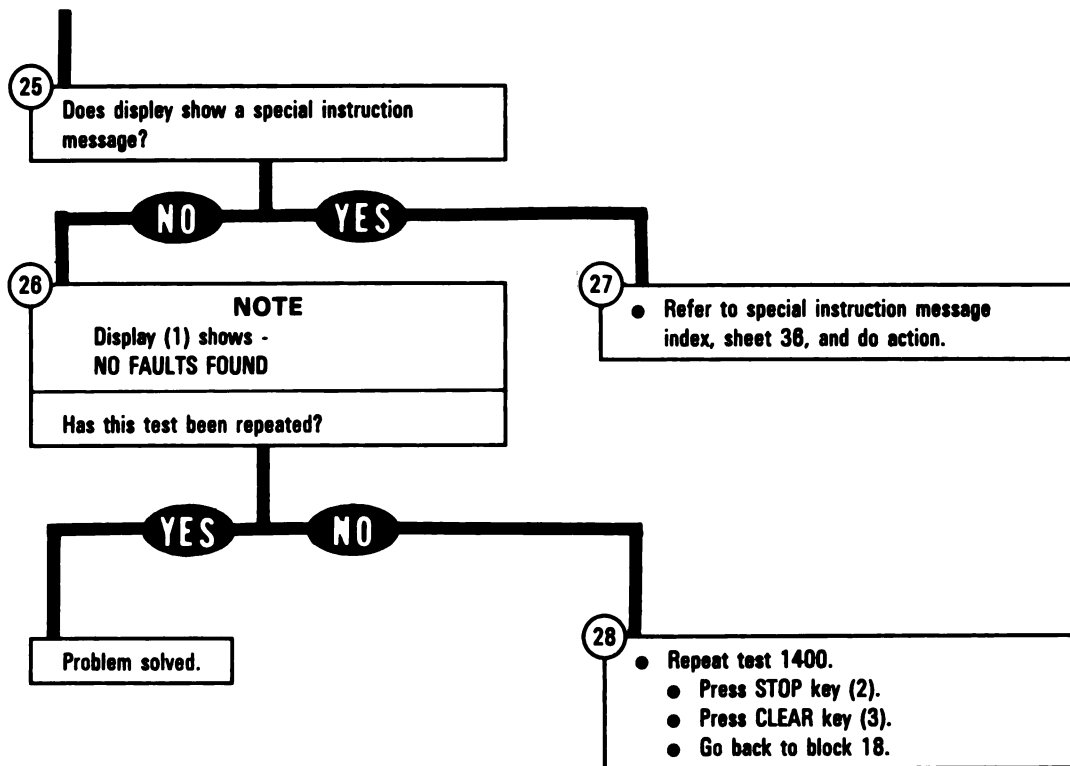 25
Does display show a special instruction
message?
NO
YES
26
NOTE
Display (1) shows -
NO FAULTS FOUND
Has this test been repeated?
27
● Refer to special instruction message
index, sheet 36, and do action.
YES
NO
Problem solved.
28
● Repeat test 1400.
● Press STOP key (2).
● Press CLEAR key (3).
● Go back to block 18.